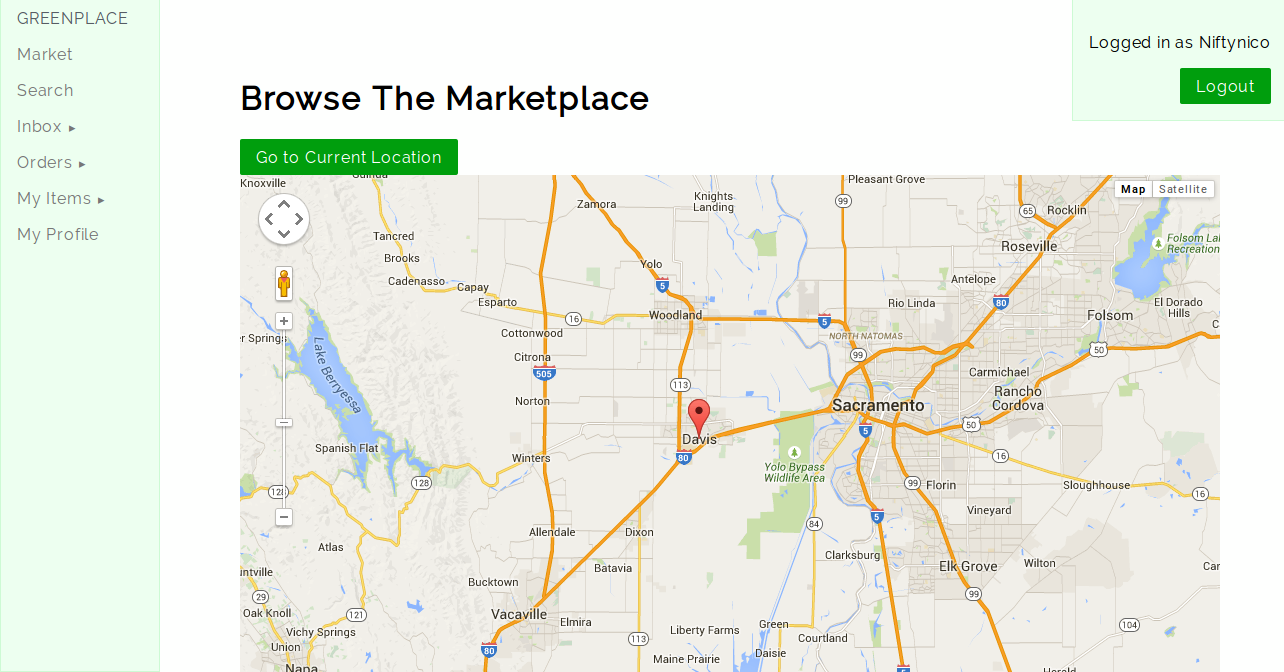 GREENPLACE
Market
Search
Inbox ▸
Orders ▸
My Items ▸
My Profile
Logged in as Niftynico
Logout
Browse The Marketplace
Go to Current Location
Map
Satellite
Knoxville
Guinda
Pleasant Grove
Zamora
Knights
Landing
99
65
Rocklin
Tancred
Roseville
Folsom Lak
Recreation
Brooks
Yolo
Cadenasso
Capay
5
Antelope
Esparto
Rio Linda
80
El Dorado
Hills
16
Woodland
5
Folsom
Cottonwood
NORTH NATOMAS
er Springs
C
Lake Berryessa
Citrona
99
50
505
113
Carmichael
Norton
Rancho
Cordova
Sacramento
50
5
Davis
Spanish Flat
80
Winters
Yolo Bypass
Wildlife Area
16
128
128
99
Florin
Sloughhouse
16
Vineyard
5
84
Allendale
Dixon
Atlas
Clarksburg
Batavia
Elk Grove
Wilton
Car
untville
Bucktown
29
99
Oak Knoll
121
Vacaville
Elmira
Green
104
Vichy Springs
Liberty Farms
Courtland
Union
113
80
Daisie
Maine Prairie
Napa
5
Herald